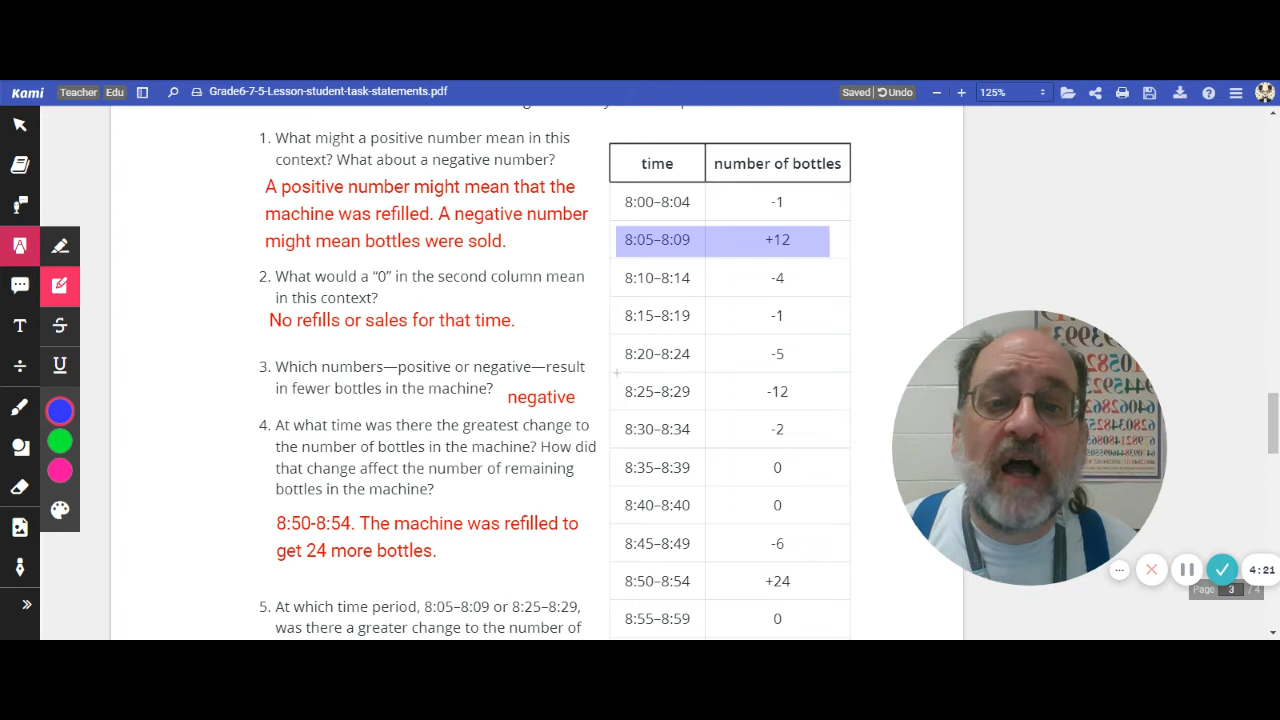 Kami
Teacher
Edu
Grade6-7-5-Lesson-student-task-statements.pdf
Saved
Undo
125%
1. What might a positive number mean in this
context? What about a negative number?
A positive number might mean that the
machine was refilled. A negative number
might mean bottles were sold.
2. What would a “0” in the second column mean
in this context?
No refills or sales for that time.
3. Which numbers—positive or negative—result
in fewer bottles in the machine?
negative
4. At what time was there the greatest change to
the number of bottles in the machine? How did
that change affect the number of remaining
bottles in the machine?
8:50-8:54. The machine was refilled to
get 24 more bottles.
5. At which time period, 8:05–8:09 or 8:25–8:29,
was there a greater change to the number of
time number of bottles
8:00–8:04 -1
8:05–8:09 +12
8:10–8:14 -4
8:15–8:19 -1
8:20–8:24 -5
8:25–8:29 -12
8:30–8:34 -2
8:35–8:39 0
8:40–8:40 0
8:45–8:49 -6
8:50–8:54 +24
8:55–8:59 0
4:21
Page 3 / 4